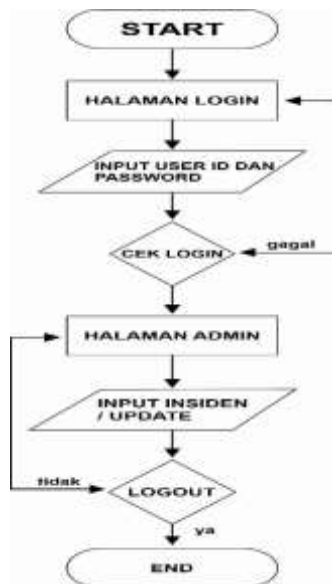 START
HALAMAN LOGIN
INPUT USER ID DAN
PASSWORD
CEK LOGIN
gagal
HALAMAN ADMIN
INPUT INSIDEN
/ UPDATE
tidak
LOGOUT
ya
END